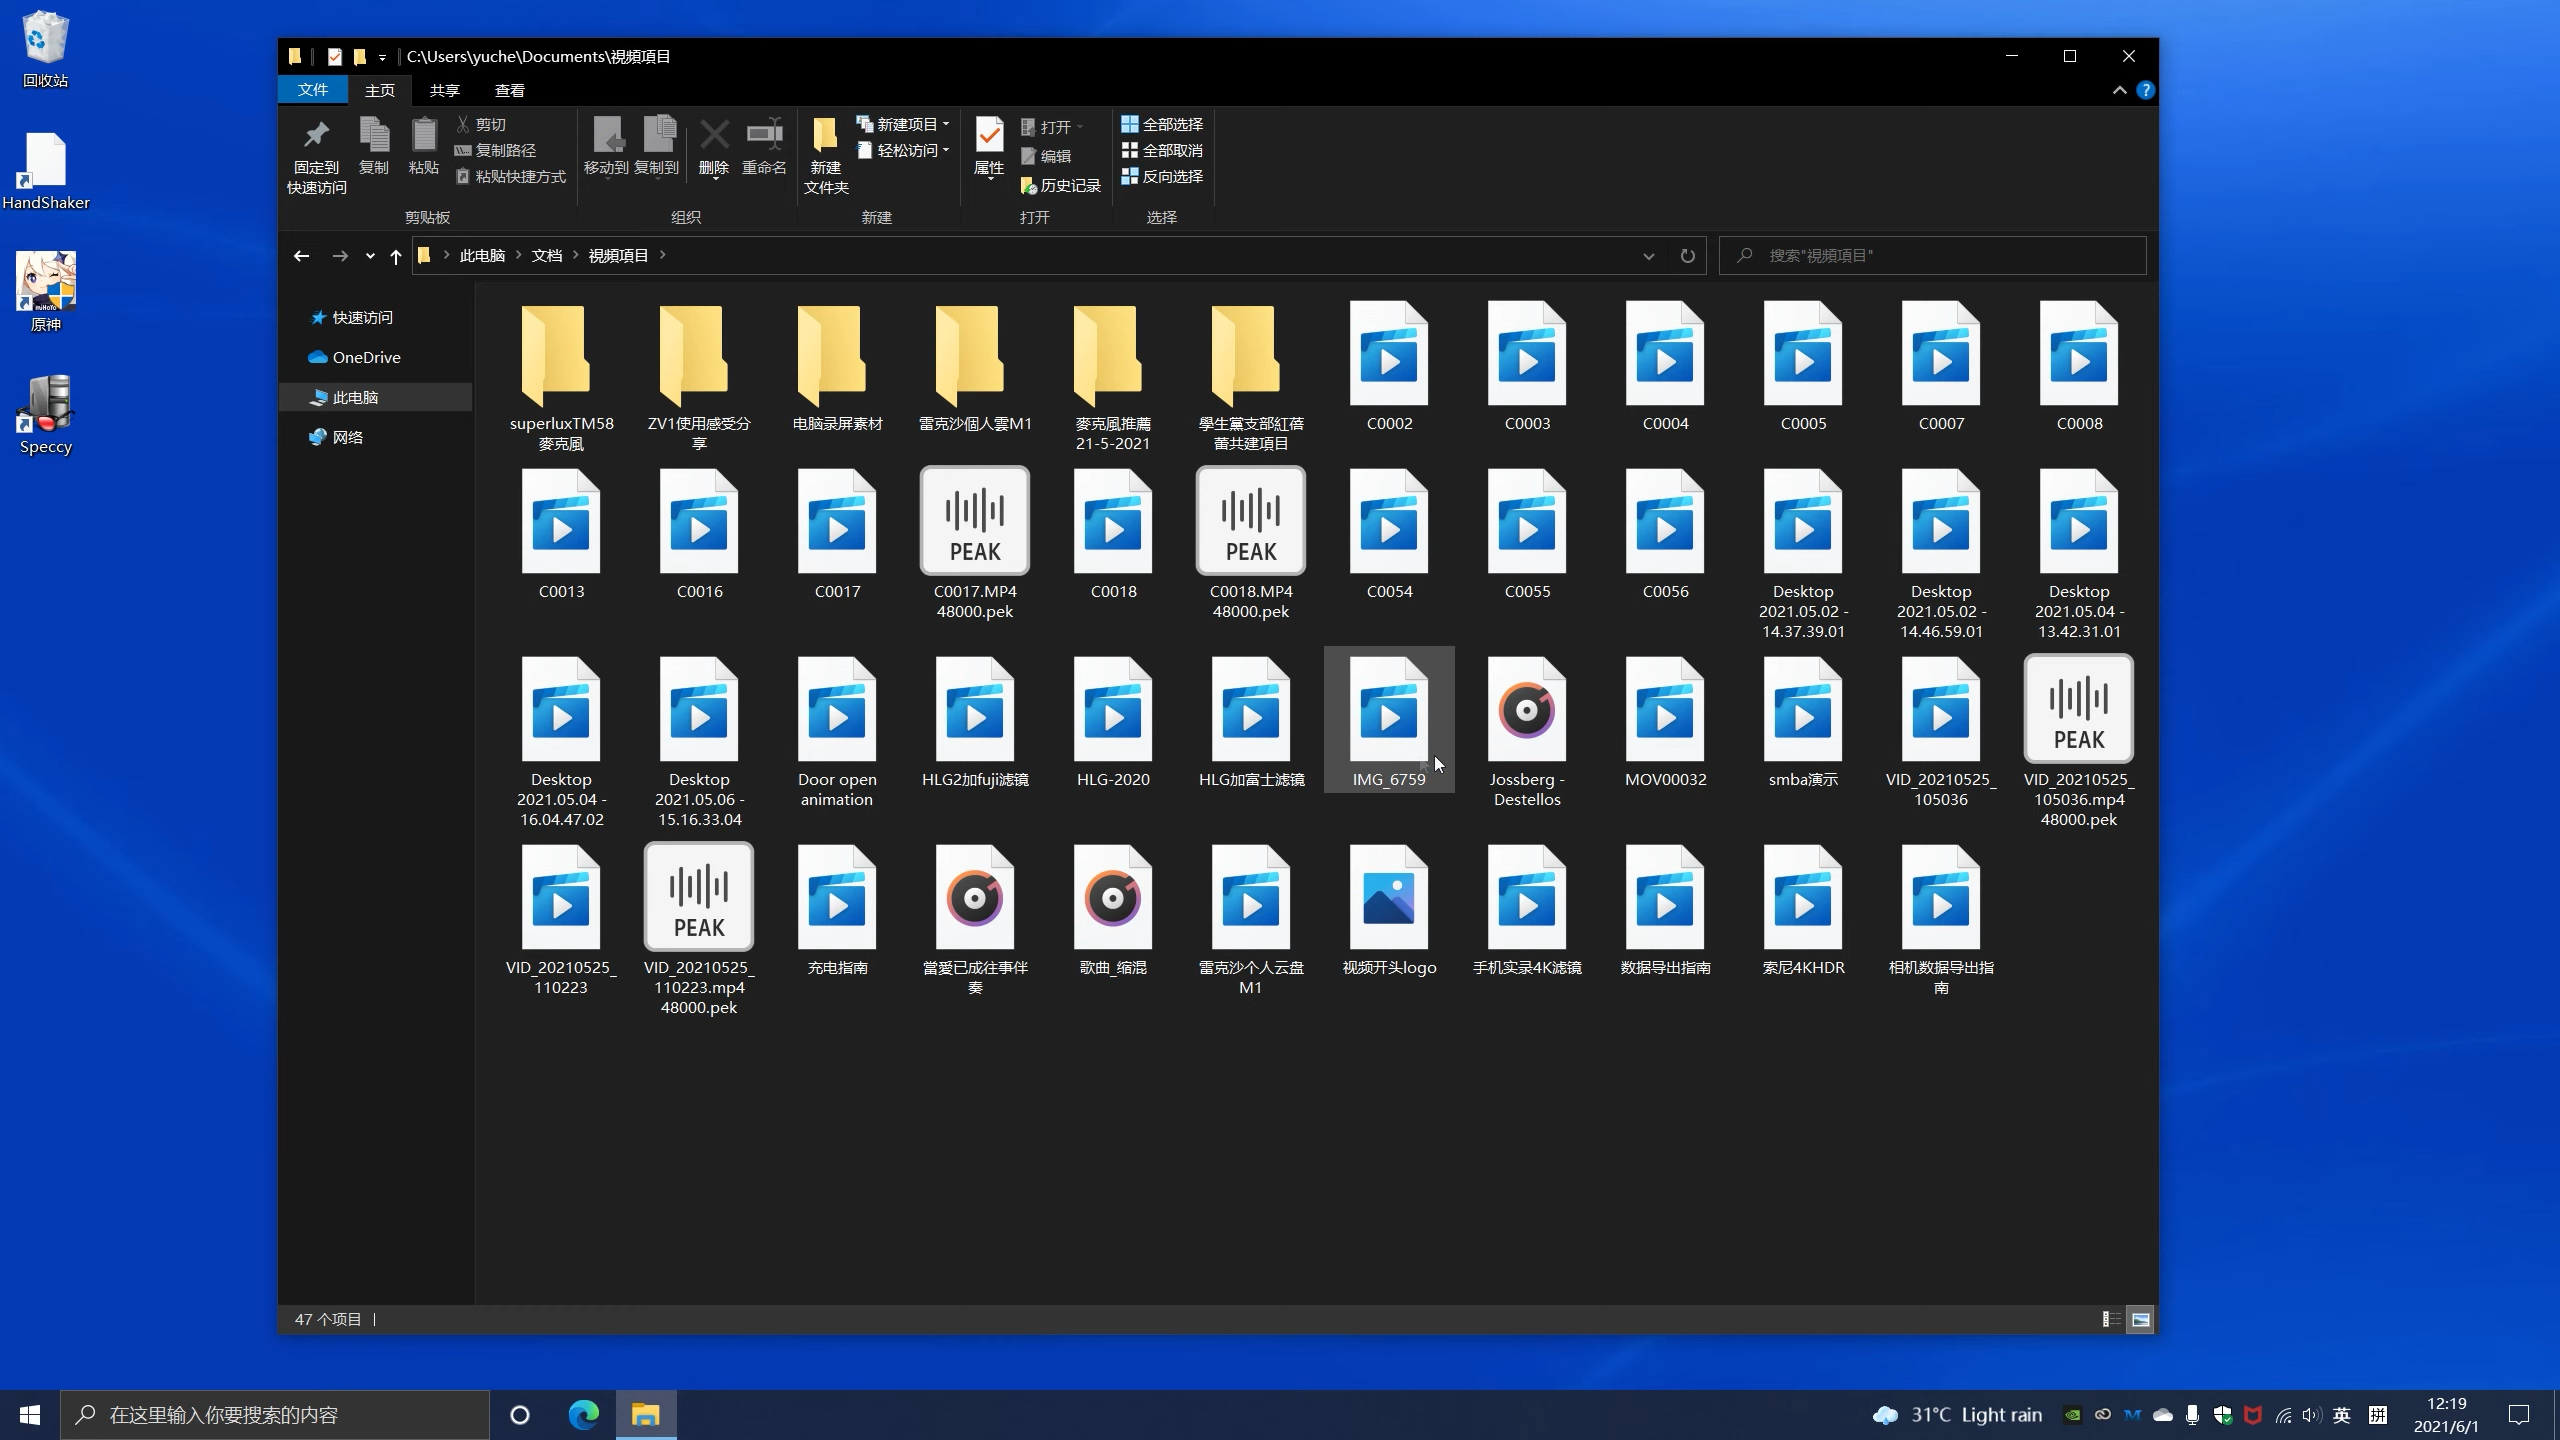 回收站
HandShaker
原神
Speccy
C:\Users\yuche\Documents\視頻項目
文件 主页 共享 查看
固定到
快速访问
复制
粘贴
剪切
复制路径
粘贴快捷方式
剪贴板
移动到
复制到
删除
重命名
组织
新建
文件夹
新建项目
轻松访问
新建
属性
打开
编辑
历史记录
打开
全部选择
全部取消
反向选择
选择
此电脑 文档 視頻項目
搜索"視頻項目"
快速访问
OneDrive
此电脑
网络
superluxTM58
麥克風
ZV1使用感受分
享
电脑录屏素材
雷克沙個人雲M1
麥克風推薦
21-5-2021
學生黨支部紅蓓
蕾共建項目
C0002
C0003
C0004
C0005
C0007
C0008
C0013
C0016
C0017
PEAK
C0017.MP4
48000.pek
C0018
PEAK
C0018.MP4
48000.pek
C0054
C0055
C0056
Desktop
2021.05.02 -
14.37.39.01
Desktop
2021.05.02 -
14.46.59.01
Desktop
2021.05.04 -
13.42.31.01
Desktop
2021.05.04 -
16.04.47.02
Desktop
2021.05.06 -
15.16.33.04
Door open
animation
HLG2加fuji滤镜
HLG-2020
HLG加富士滤镜
IMG_6759
Jossberg -
Destellos
MOV00032
smba演示
VID_20210525_
105036
PEAK
VID_20210525_
105036.mp4
48000.pek
VID_20210525_
110223
PEAK
VID_20210525_
110223.mp4
48000.pek
充电指南
當愛已成往事伴
奏
歌曲_缩混
雷克沙个人云盘
M1
视频开头logo
手机实录4K滤镜
数据导出指南
索尼4KHDR
相机数据导出指
南
47 个项目
在这里输入你要搜索的内容
31°C Light rain
英
拼
12:19
2021/6/1